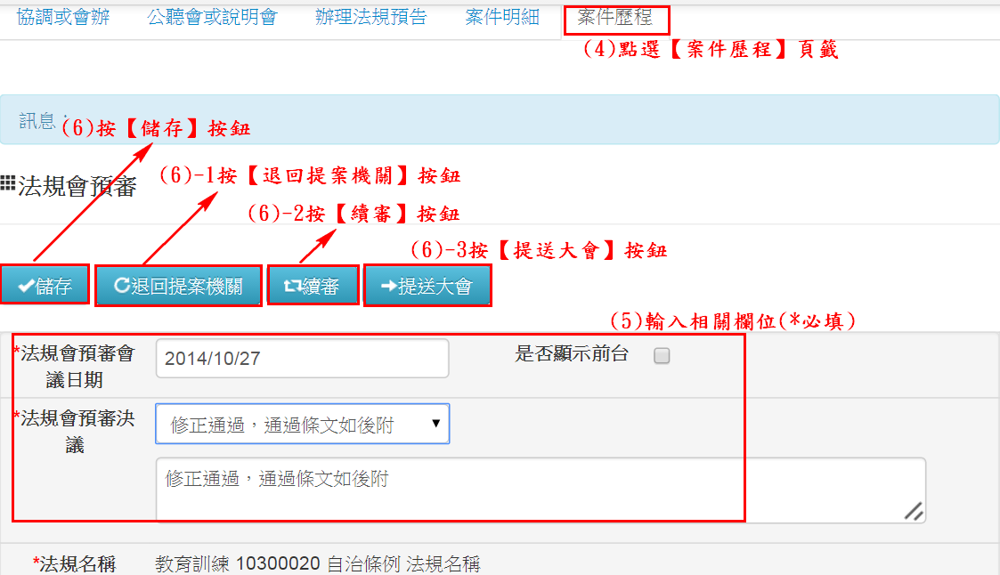 協調或會辦 公聽會或說明會 辦理法規預告 案件明細 案件歷程
(4)點選【案件歷程】頁籤
訊息：
(6)按【儲存】按鈕
(6)-1按【退回提案機關】按鈕
法規會預審
(6)-2按【續審】按鈕
(6)-3按【提送大會】按鈕
儲存 退回提案機關 續審 提送大會
(5)輸入相關欄位(*必填)
*法規會預審會議日期 2014/10/27 是否顯示前台
*法規會預審決議 修正通過，通過條文如後附
修正通過，通過條文如後附
*法規名稱 教育訓練 10300020 自治條例 法規名稱